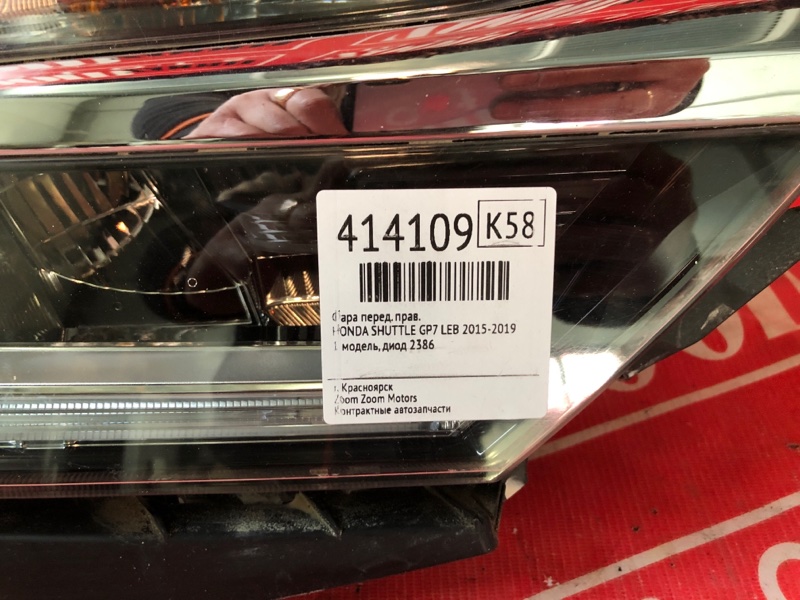 414109 K58
Фара перед. прав.
HONDA SHUTTLE GP7 LEB 2015-2019
1 модель, диод 2386
г. Красноярск
Zoom Zoom Motors
Контрактные автозапчасти